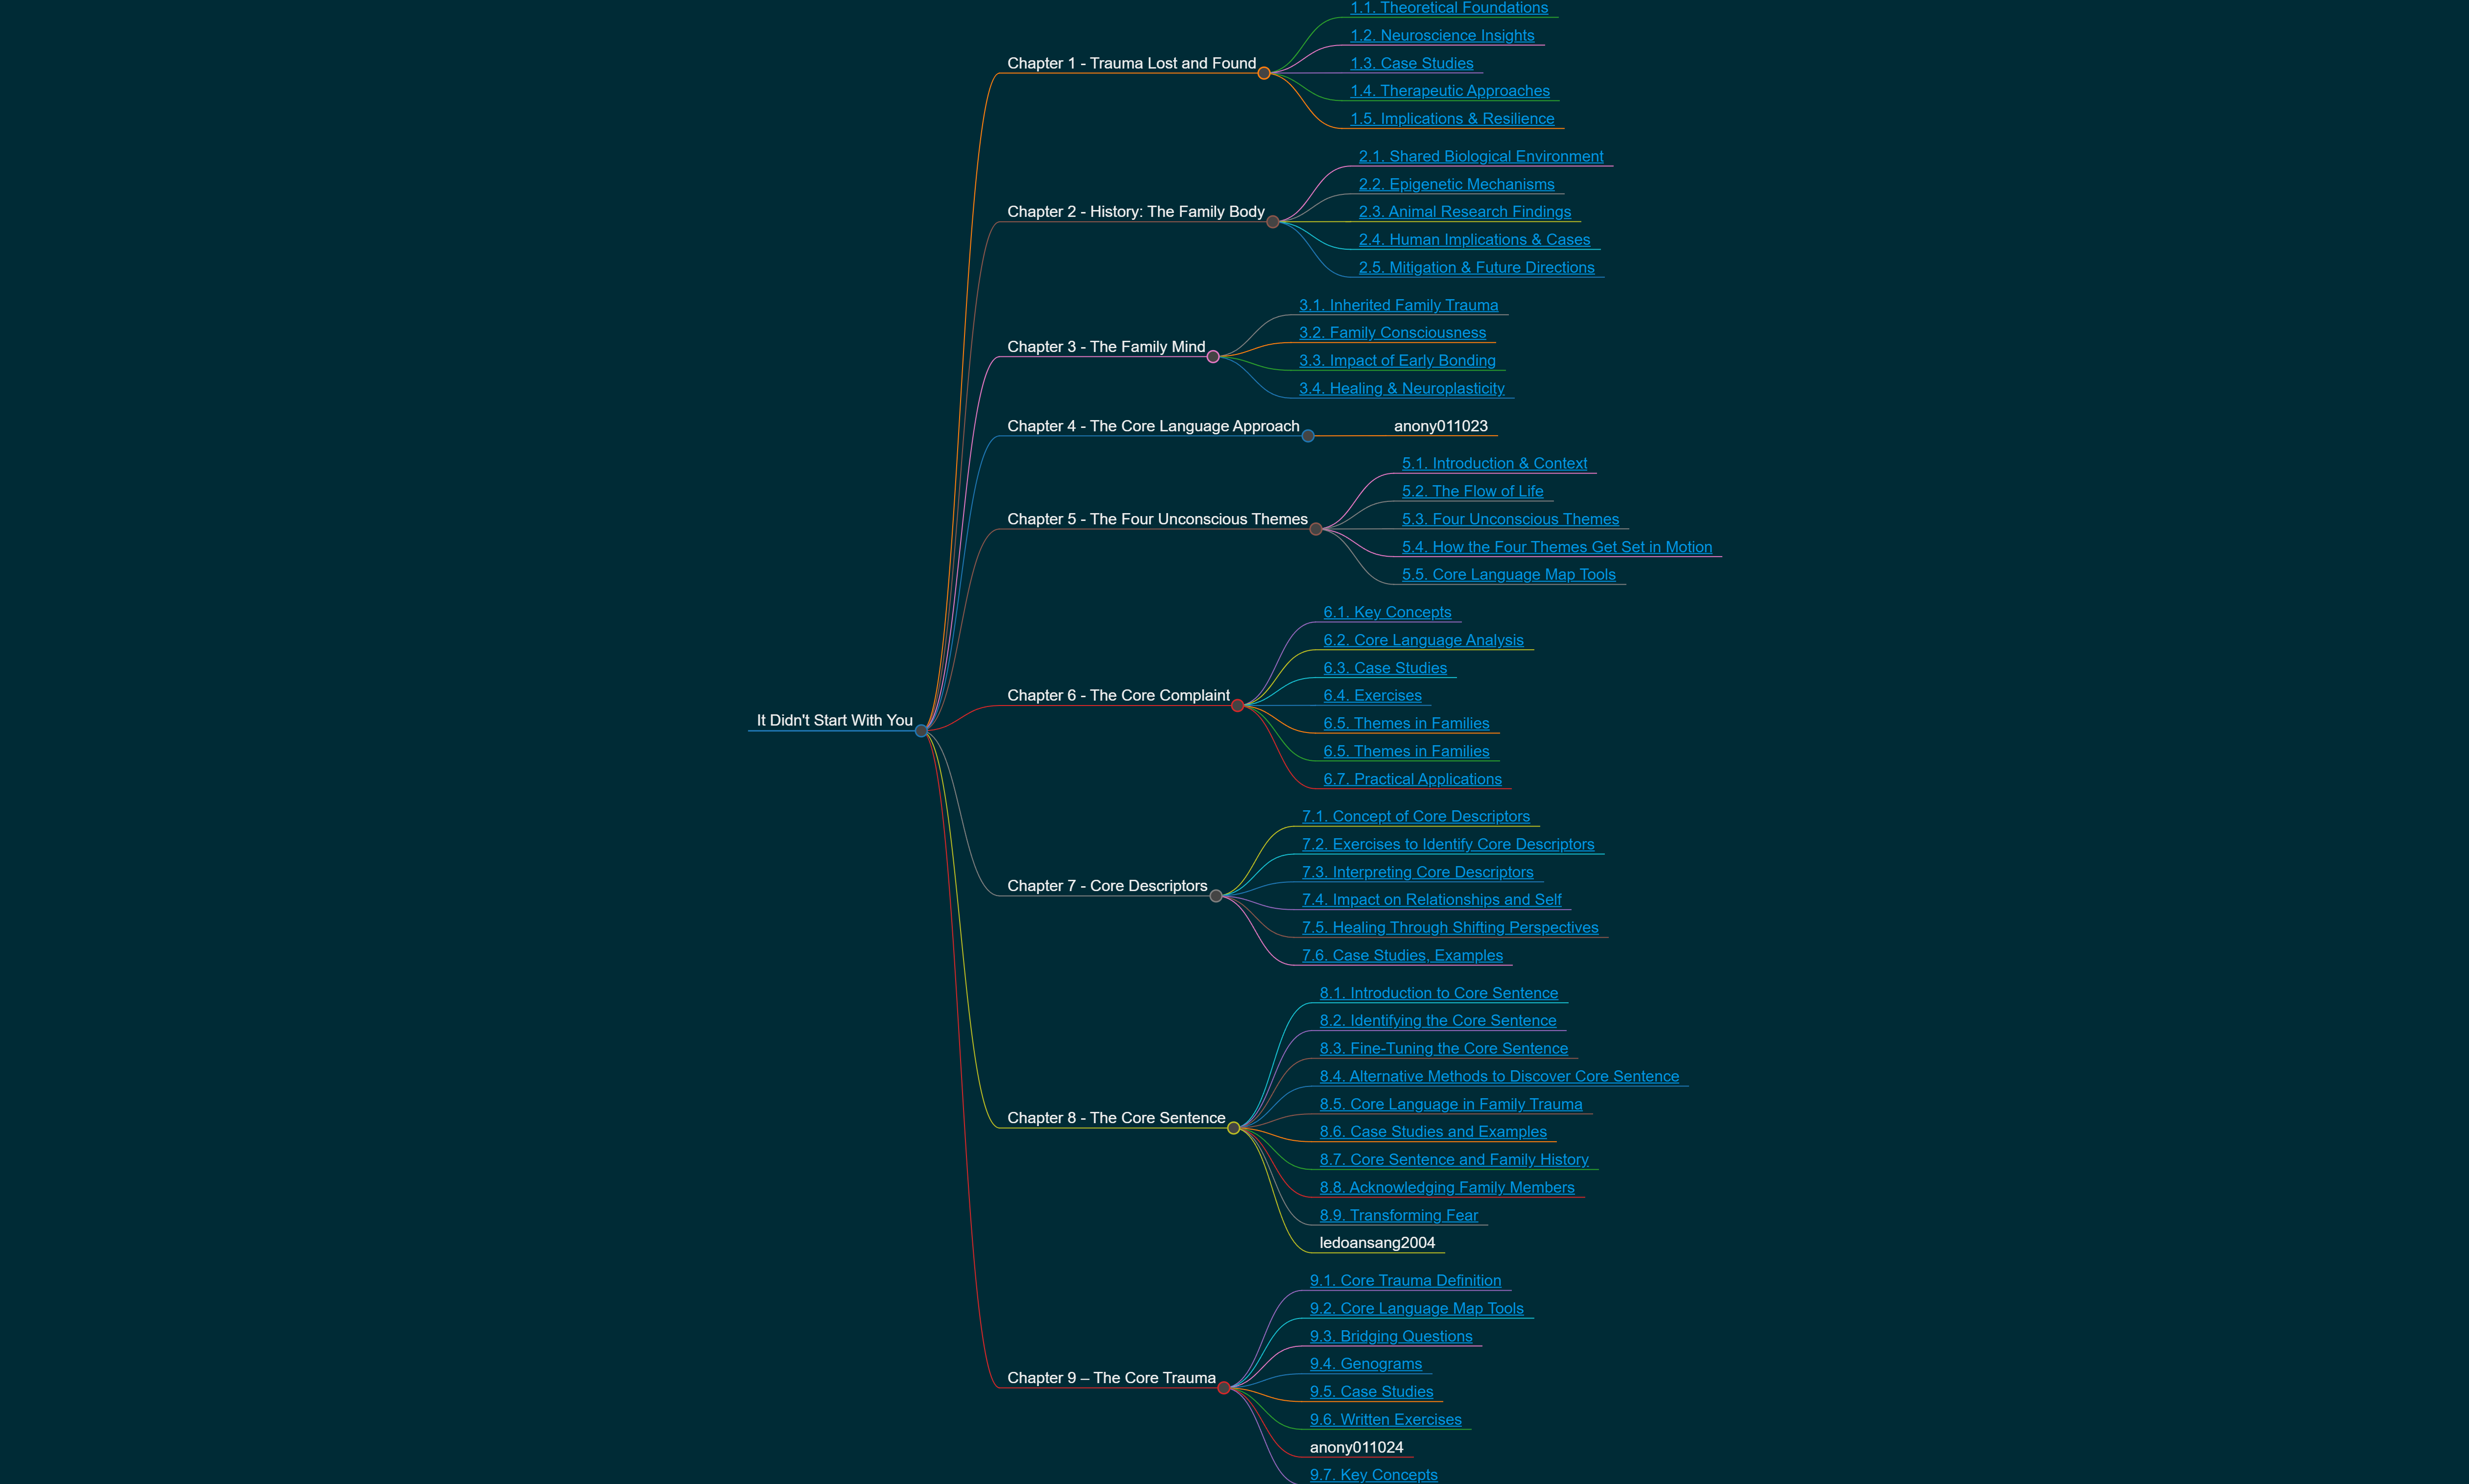 It Didn't Start With You
Chapter 1 - Trauma Lost and Found
1.1. Theoretical Foundations
1.2. Neuroscience Insights
1.3. Case Studies
1.4. Therapeutic Approaches
1.5. Implications & Resilience
Chapter 2 - History: The Family Body
2.1. Shared Biological Environment
2.2. Epigenetic Mechanisms
2.3. Animal Research Findings
2.4. Human Implications & Cases
2.5. Mitigation & Future Directions
Chapter 3 - The Family Mind
3.1. Inherited Family Trauma
3.2. Family Consciousness
3.3. Impact of Early Bonding
3.4. Healing & Neuroplasticity
Chapter 4 - The Core Language Approach
anony011023
Chapter 5 - The Four Unconscious Themes
5.1. Introduction & Context
5.2. The Flow of Life
5.3. Four Unconscious Themes
5.4. How the Four Themes Get Set in Motion
5.5. Core Language Map Tools
Chapter 6 - The Core Complaint
6.1. Key Concepts
6.2. Core Language Analysis
6.3. Case Studies
6.4. Exercises
6.5. Themes in Families
6.5. Themes in Families
6.7. Practical Applications
Chapter 7 - Core Descriptors
7.1. Concept of Core Descriptors
7.2. Exercises to Identify Core Descriptors
7.3. Interpreting Core Descriptors
7.4. Impact on Relationships and Self
7.5. Healing Through Shifting Perspectives
7.6. Case Studies, Examples
Chapter 8 - The Core Sentence
8.1. Introduction to Core Sentence
8.2. Identifying the Core Sentence
8.3. Fine-Tuning the Core Sentence
8.4. Alternative Methods to Discover Core Sentence
8.5. Core Language in Family Trauma
8.6. Case Studies and Examples
8.7. Core Sentence and Family History
8.8. Acknowledging Family Members
8.9. Transforming Fear
ledoansang2004
Chapter 9 – The Core Trauma
9.1. Core Trauma Definition
9.2. Core Language Map Tools
9.3. Bridging Questions
9.4. Genograms
9.5. Case Studies
9.6. Written Exercises
anony011024
9.7. Key Concepts